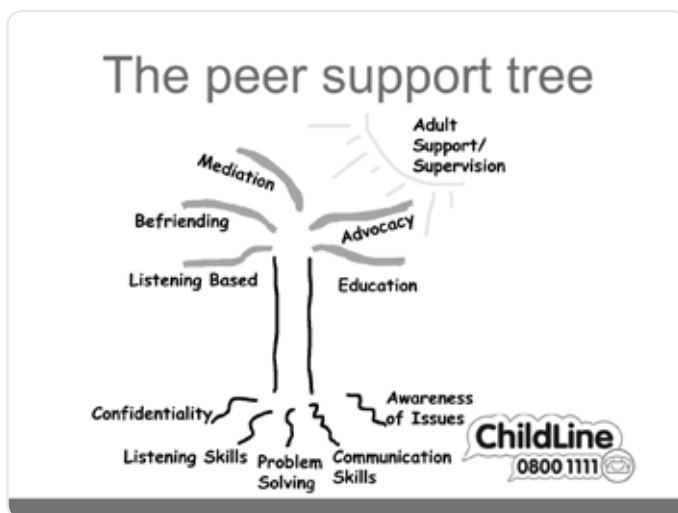 The peer support tree
Adult
Support/
Supervision
Mediation
Befriending
Advocacy
Listening Based
Education
Confidentiality
Awareness
of Issues
Listening Skills
Problem
Solving
Communication
Skills
ChildLine
0800 1111